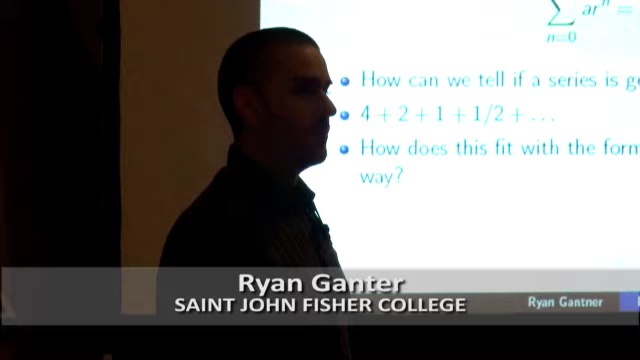 ∑ ar^n =
n=0
How can we tell if a series is ge
4 + 2 + 1 + 1/2 + ...
How does this fit with the form
way?
Ryan Ganter
SAINT JOHN FISHER COLLEGE
Ryan Gantner